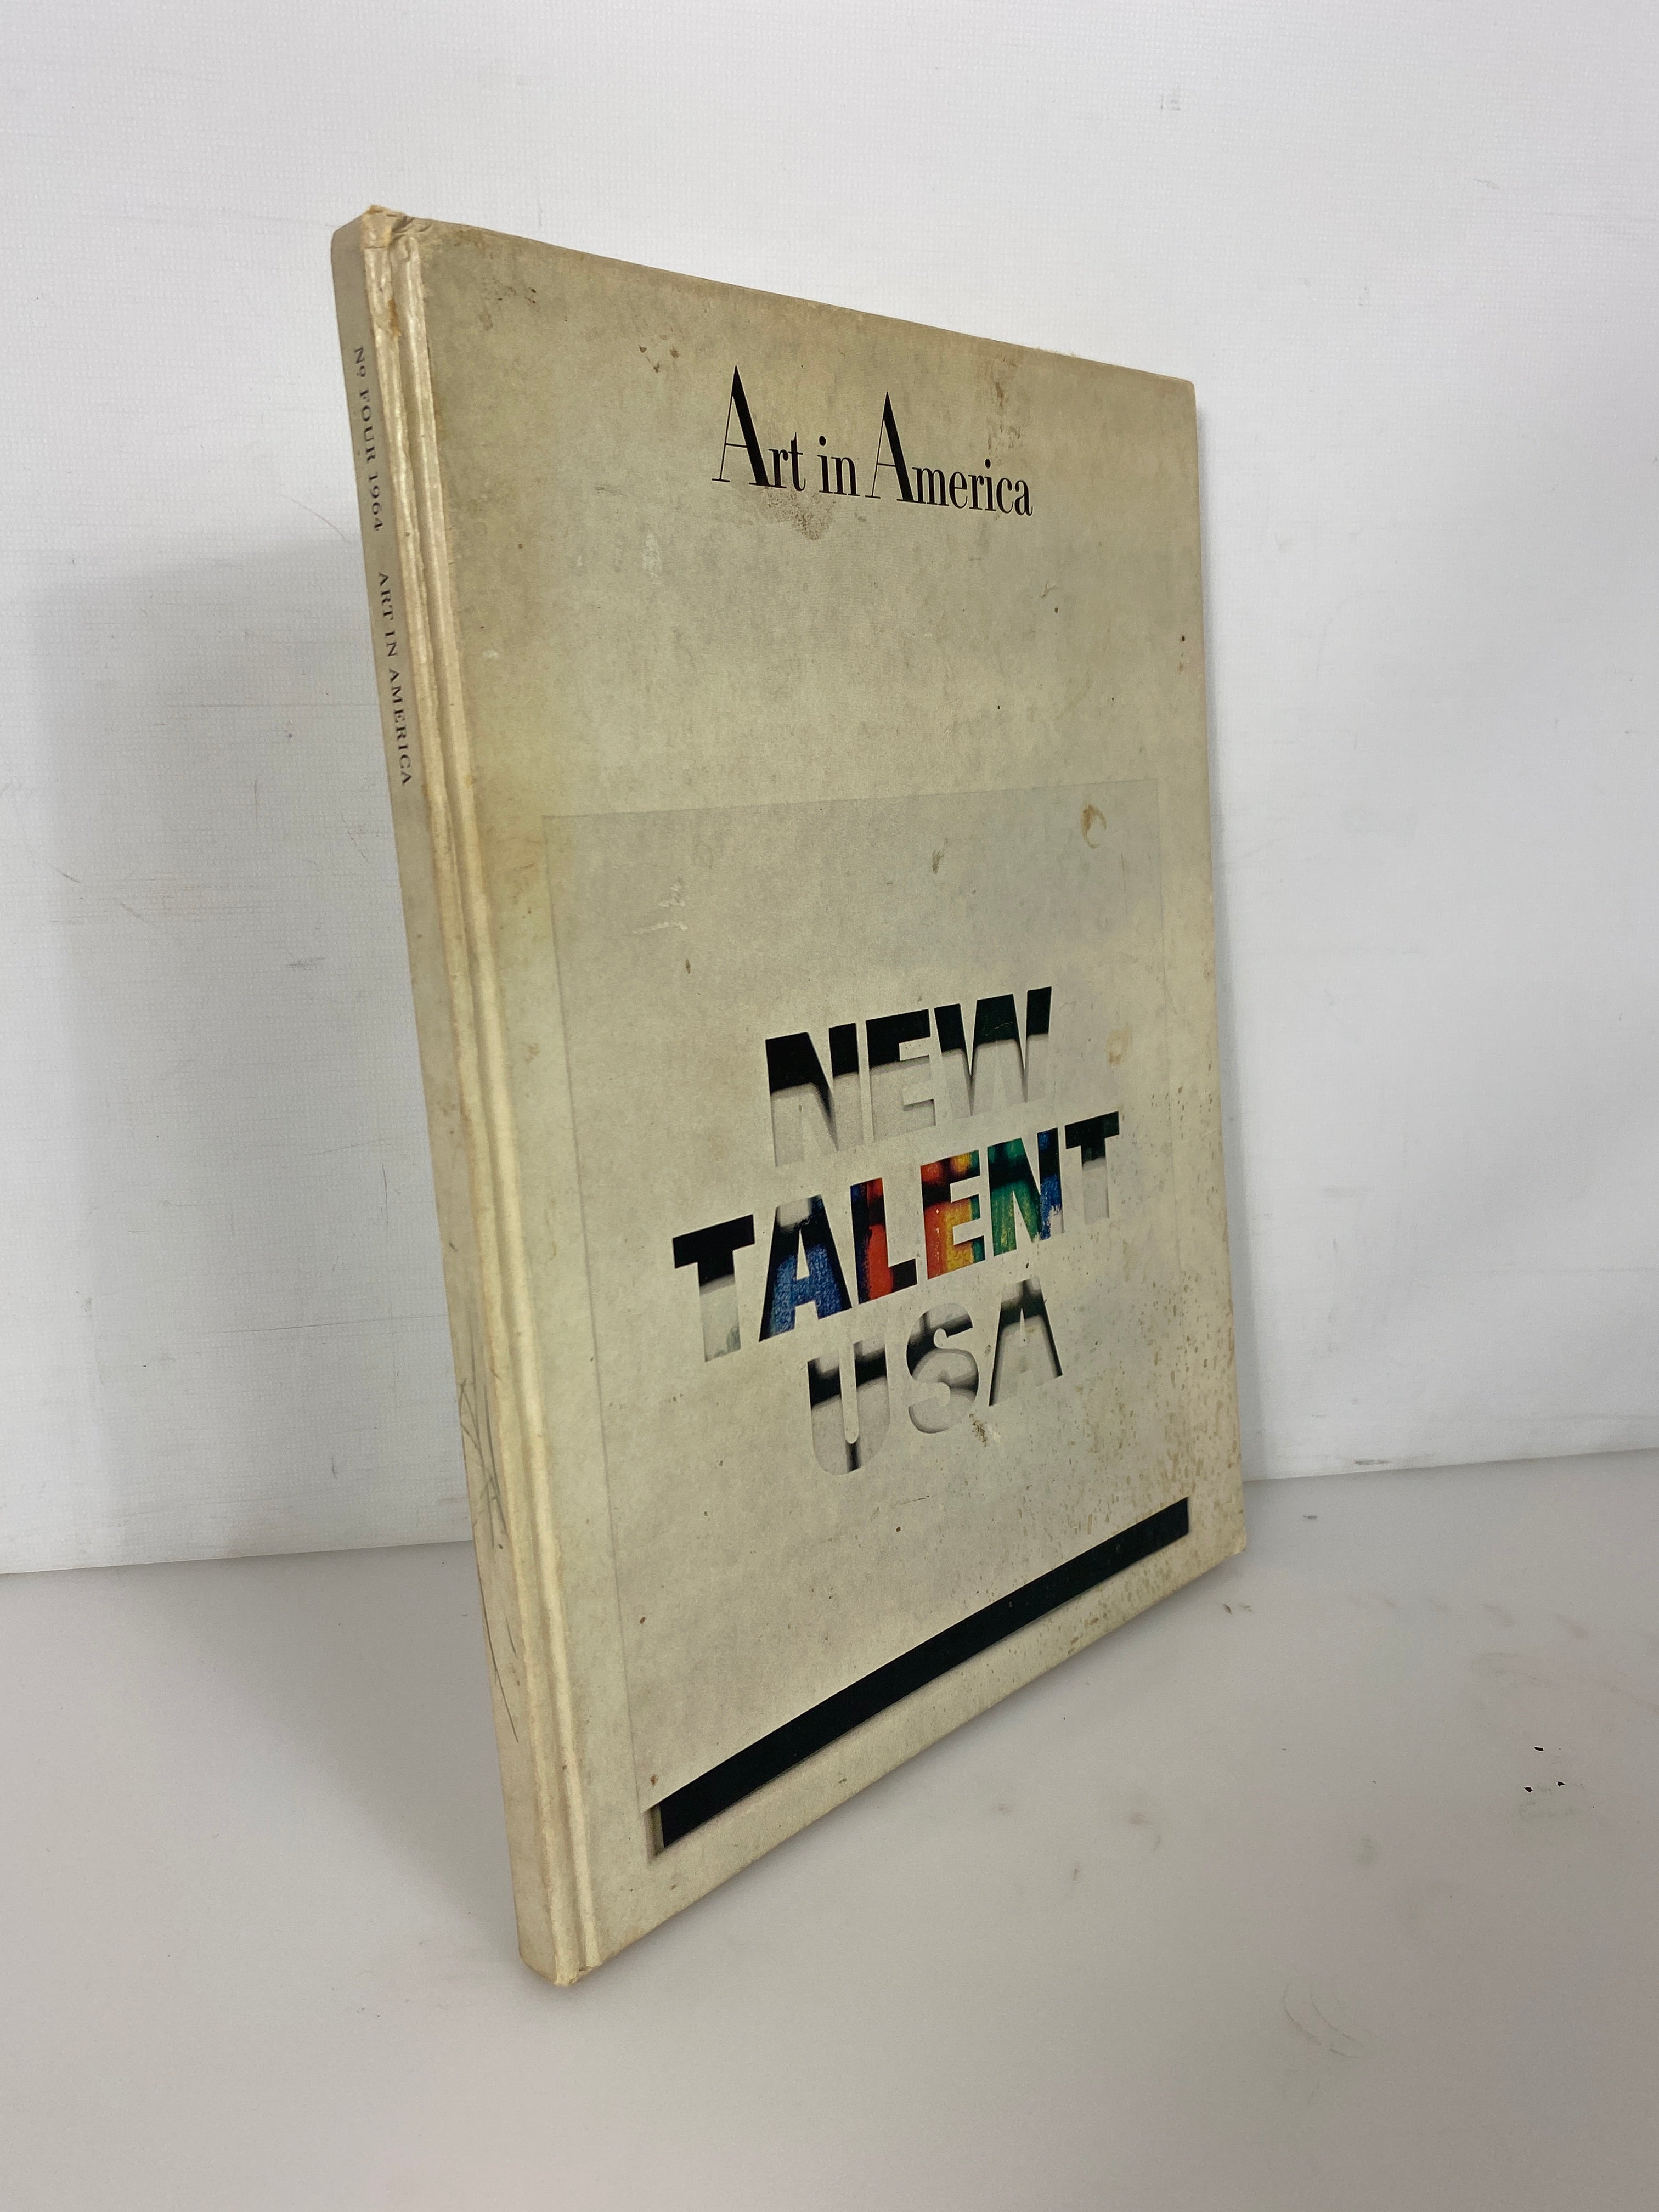 Nº FOUR 1964 ART IN AMERICA
Art in America
NEW
TALENT
USA